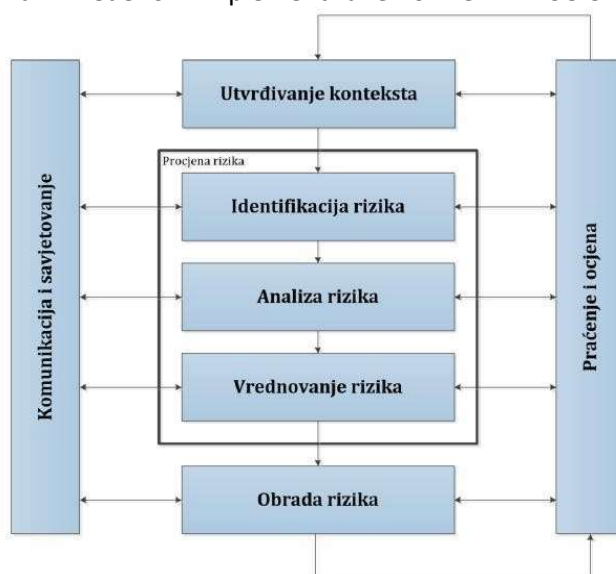 Utvrđivanje konteksta
Procjena rizika
Identifikacija rizika
Analiza rizika
Vrednovanje rizika
Obrada rizika
Komunikacija i savjetovanje
Praćenje i ocjena